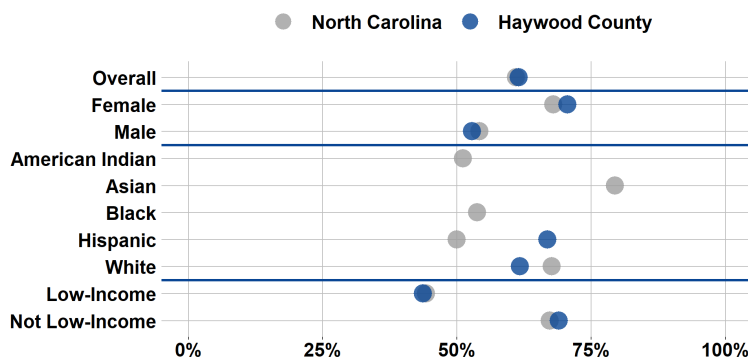 North Carolina Haywood County
Overall
Female
Male
American Indian
Asian
Black
Hispanic
White
Low-Income
Not Low-Income
0% 25% 50% 75% 100%